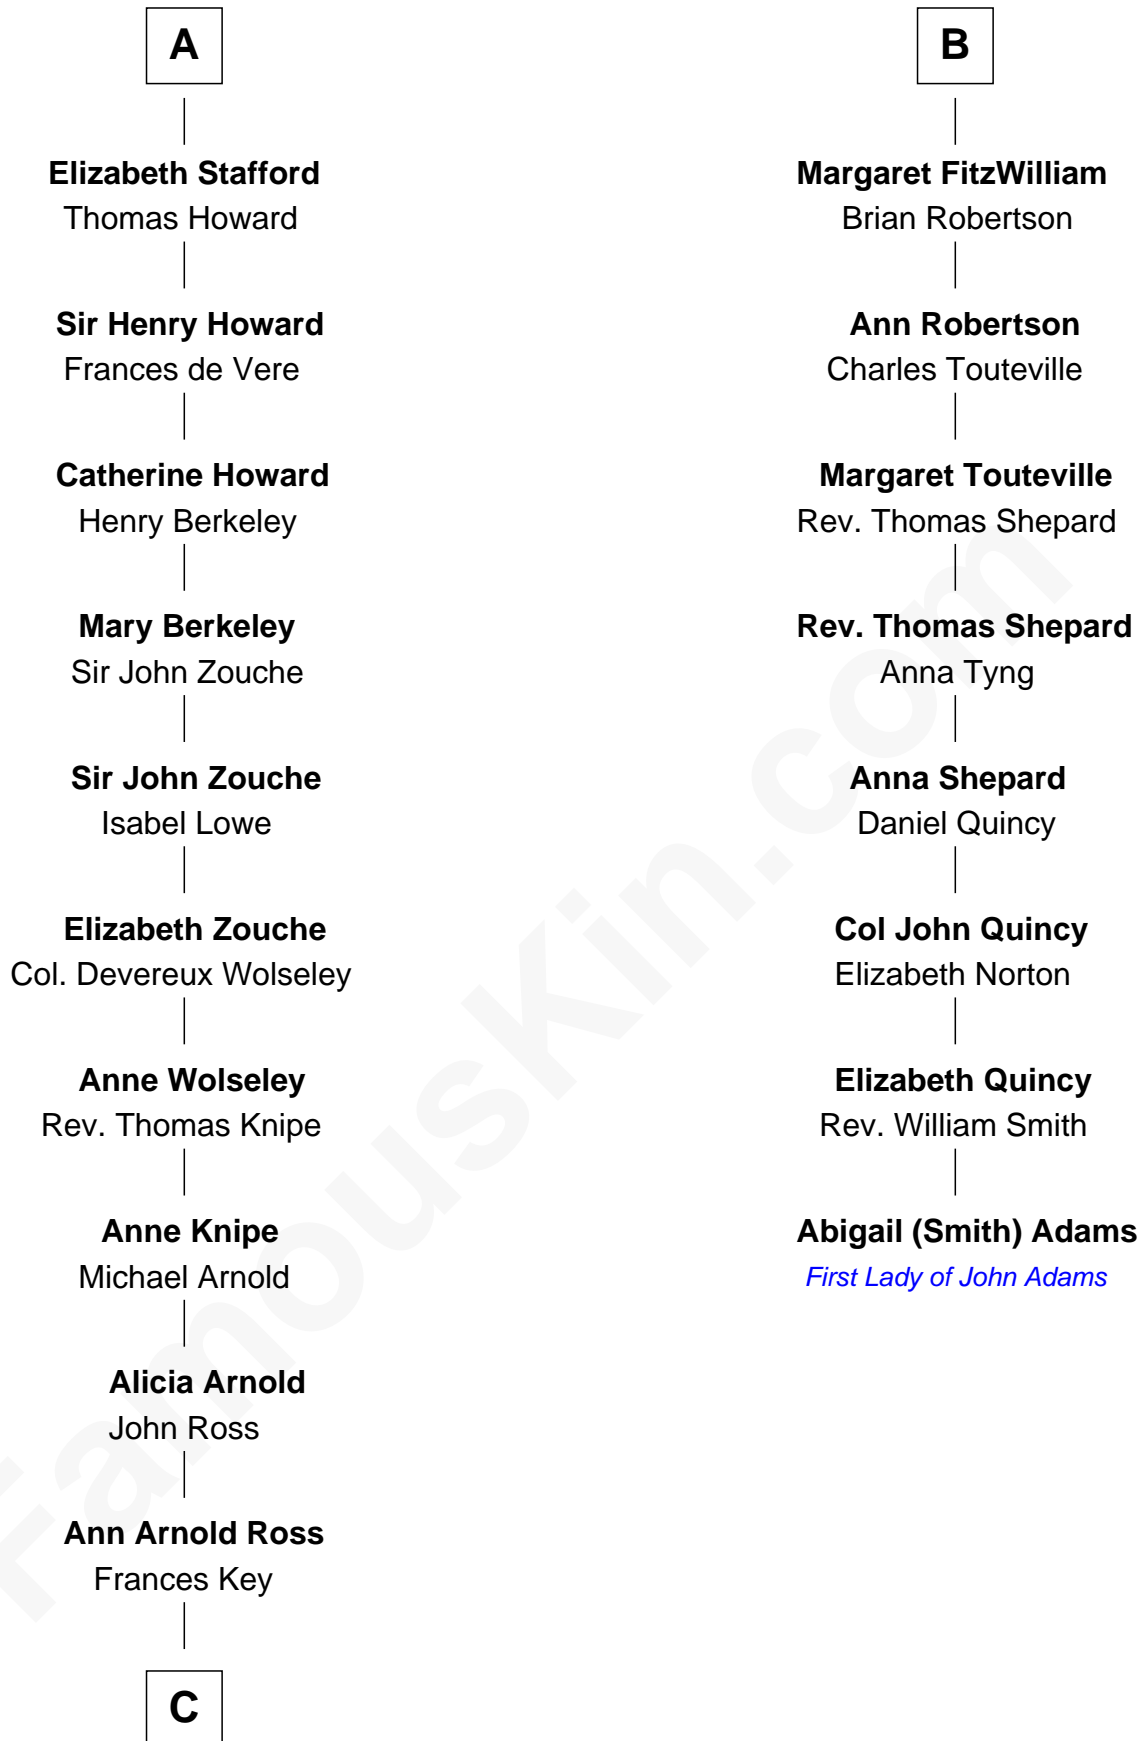 A
Elizabeth Stafford
Thomas Howard
Sir Henry Howard
Frances de Vere
Catherine Howard
Henry Berkeley
Mary Berkeley
Sir John Zouche
Sir John Zouche
Isabel Lowe
Elizabeth Zouche
Col. Devereux Wolseley
Anne Wolseley
Rev. Thomas Knipe
Anne Knipe
Michael Arnold
Alicia Arnold
John Ross
Ann Arnold Ross
Frances Key
C
B
Margaret FitzWilliam
Brian Robertson
Ann Robertson
Charles Touteville
Margaret Touteville
Rev. Thomas Shepard
Rev. Thomas Shepard
Anna Tyng
Anna Shepard
Daniel Quincy
Col John Quincy
Elizabeth Norton
Elizabeth Quincy
Rev. William Smith
Abigail (Smith) Adams
First Lady of John Adams
FamousKin.com